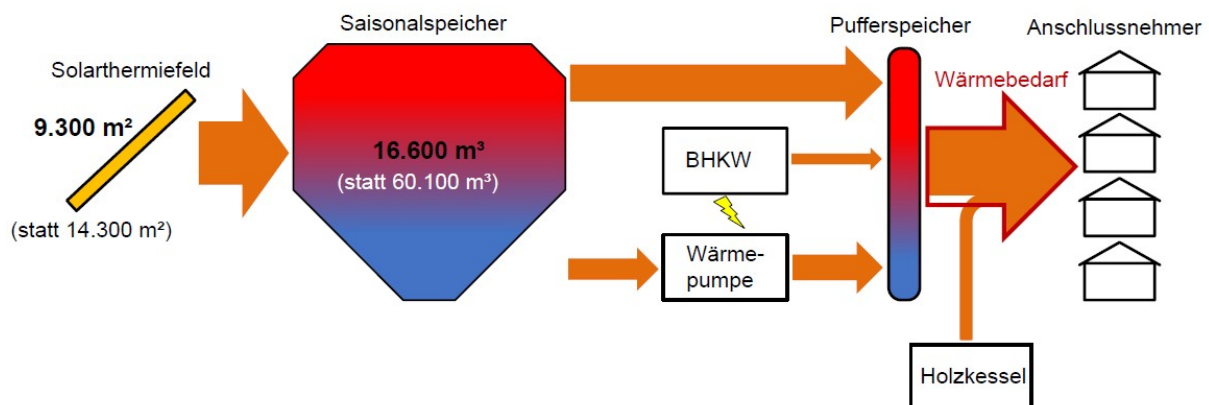 Saisonalspeicher
Pufferspeicher
Anschlussnehmer
Solarthermiefeld
Wärmebedarf
9.300 m²
16.600 m³
(statt 60.100 m³)
BHKW
(statt 14.300 m²)
Wärme-
pumpe
Holzkessel